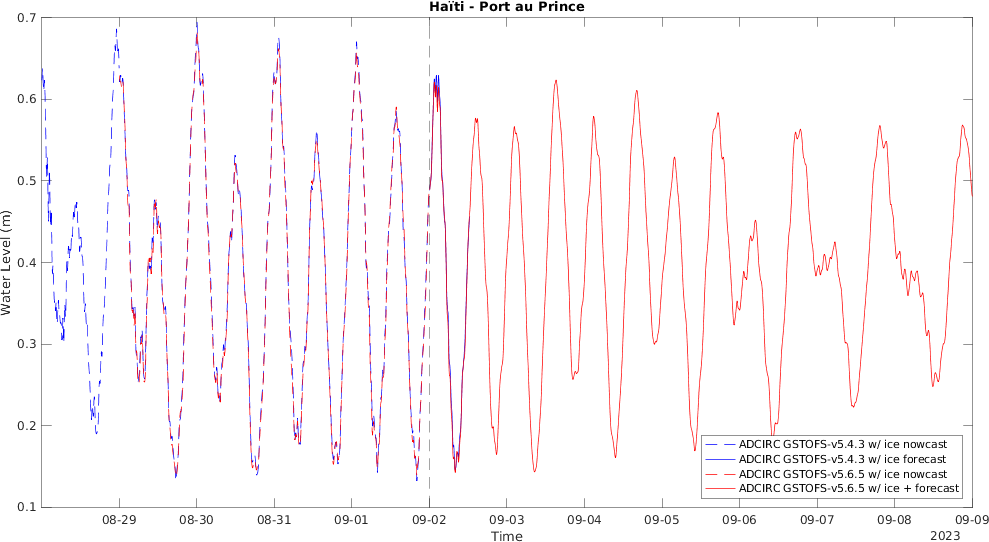 Haïti - Port au Prince
0.7
0.6
0.5
0.4
0.3
0.2
0.1
Water Level (m)
ADCIRC GSTOFS-v5.4.3 w/ ice nowcast
ADCIRC GSTOFS-v5.4.3 w/ ice forecast
ADCIRC GSTOFS-v5.6.5 w/ ice nowcast
ADCIRC GSTOFS-v5.6.5 w/ ice + forecast
08-29 08-30 08-31 09-01 09-02 09-03 09-04 09-05 09-06 09-07 09-08 09-09
Time
2023